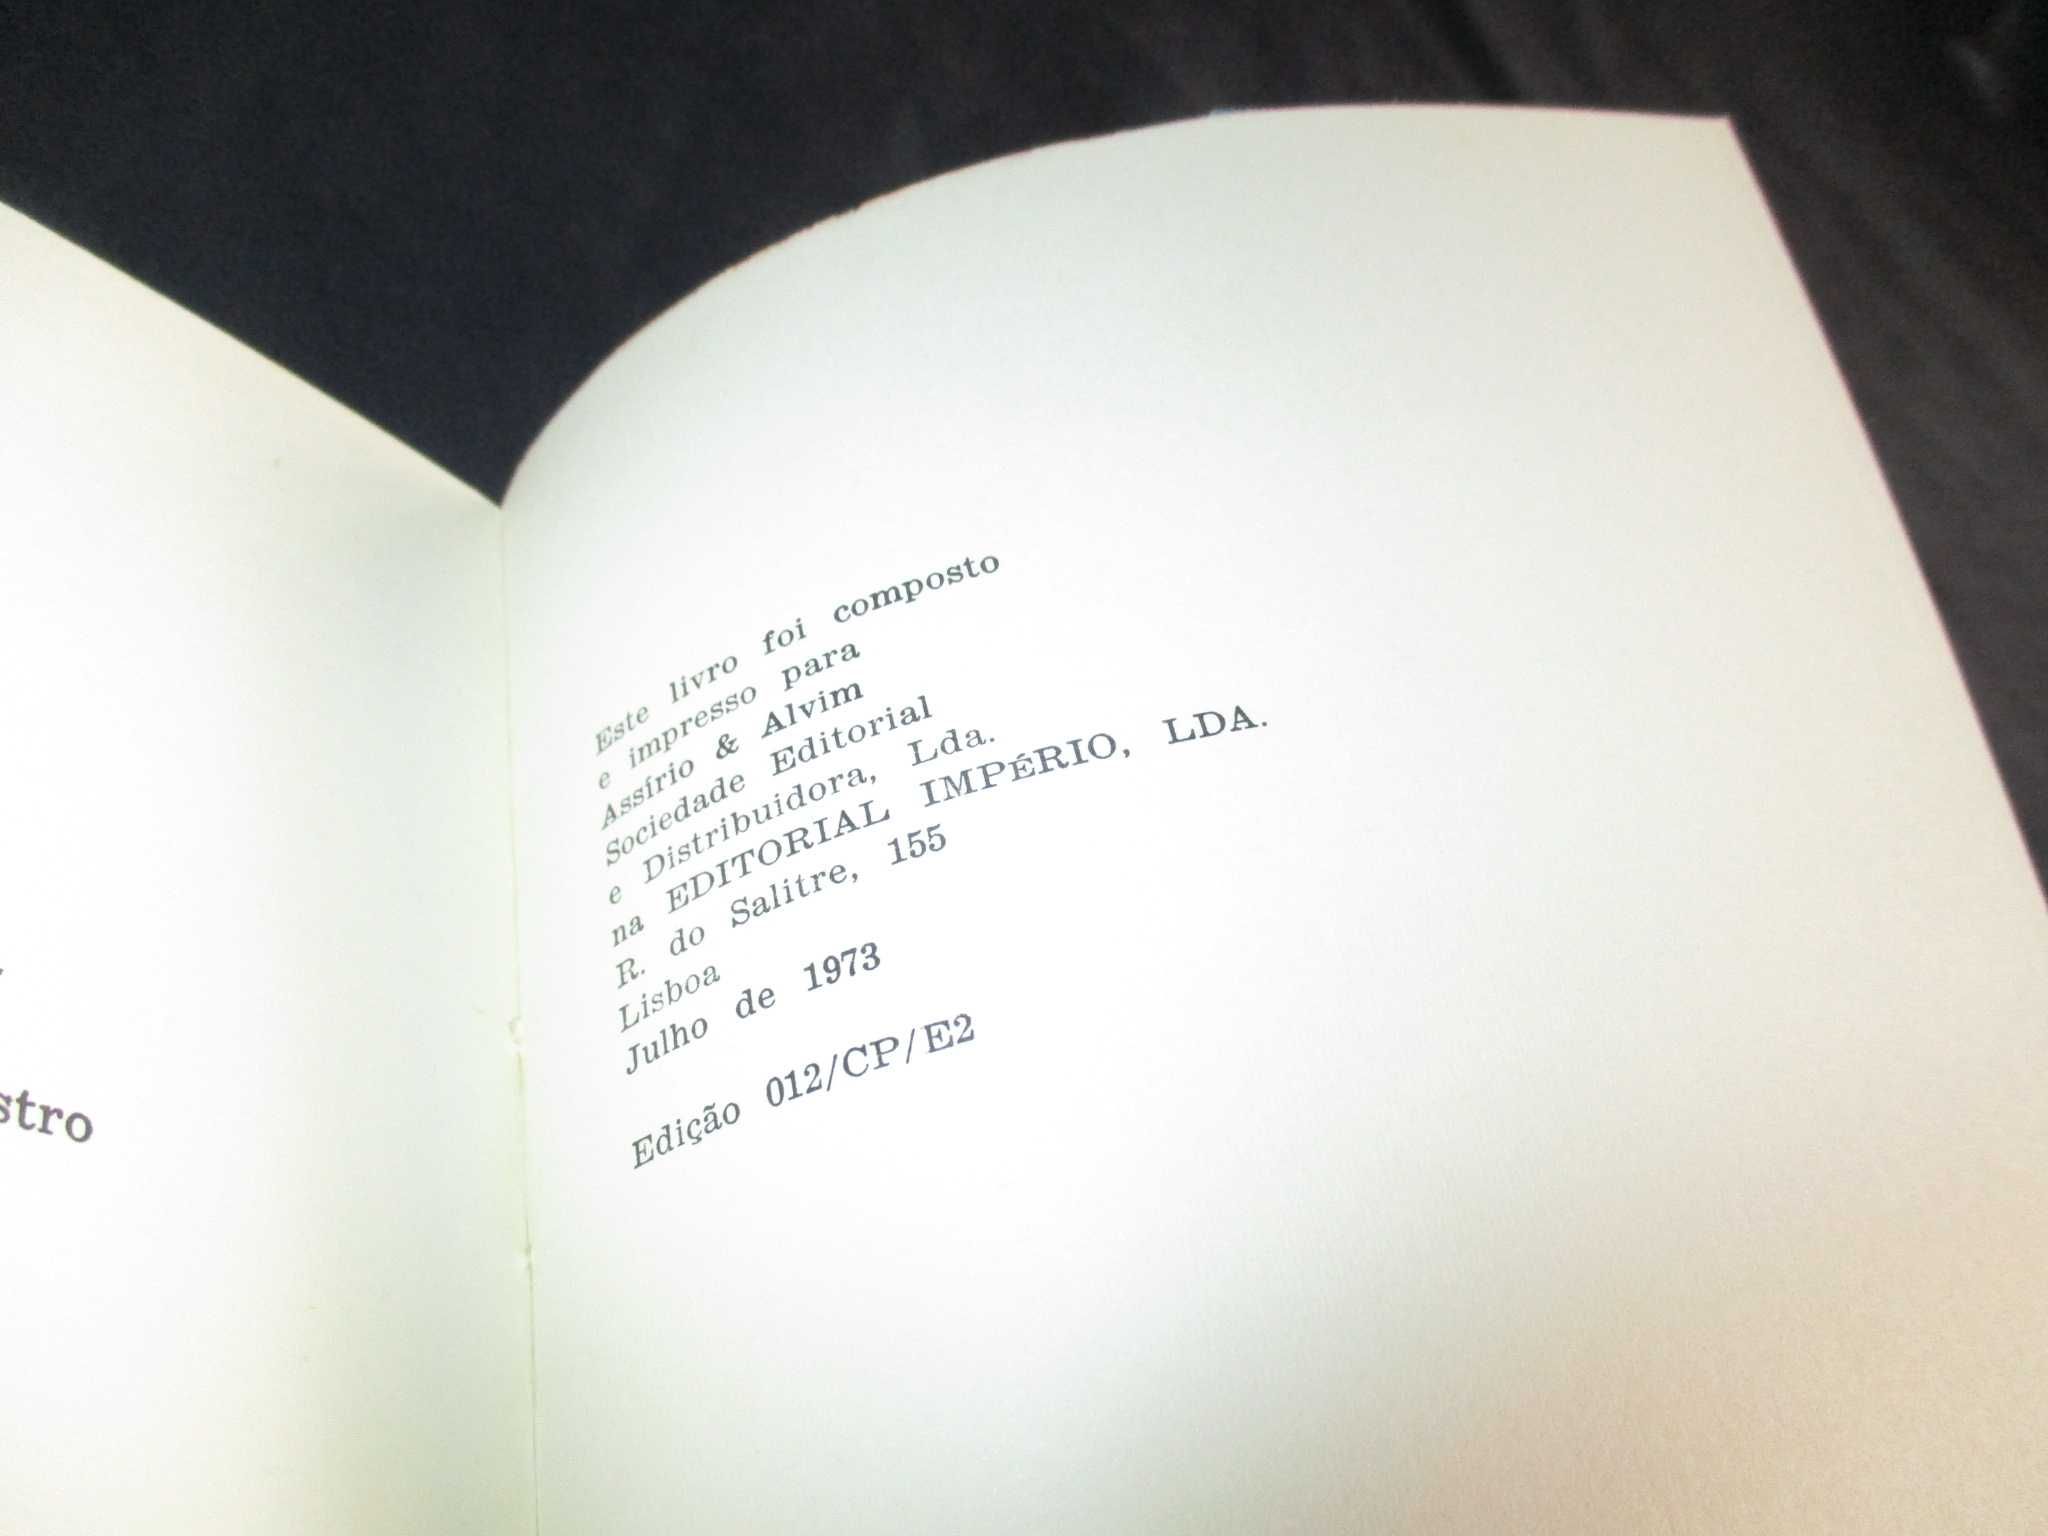 stro
Este livro foi composto
e impresso para
Assírio & Alvim
Sociedade Editorial
e Distribuidora, Lda.
na EDITORIAL IMPÉRIO, LDA.
R. do Salitre, 155
Lisboa
Julho de 1973
Edição 012/CP/E2